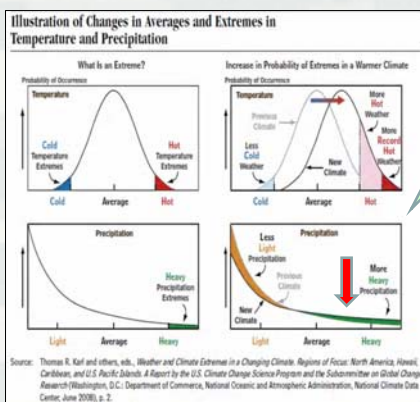 Illustration of Changes in Averages and Extremes in
Temperature and Precipitation
What Is an Extreme?
Probability of Occurrence
Temperature
Cold
Temperature
Extremes
Hot
Temperature
Extremes
Cold
Average
Hot
Increase in Probability of Extremes in a Warmer Climate
Probability of Occurrence
Temperature
Previous
Climate
Less
Cold
Weather
New
Climate
More
Hot
Weather
More
Record
Hot
Weather
Cold
Average
Hot
Precipitation
Heavy
Precipitation
Extremes
Light
Average
Heavy
Precipitation
Less
Light
Precipitation
Previous
Climate
New
Climate
More
Heavy
Precipitation
Light
Average
Heavy
Source: Thomas R. Karl and others, eds., Weather and Climate Extremes in a Changing Climate. Regions of Focus: North America, Hawaii,
Caribbean, and U.S. Pacific Islands. A Report by the U.S. Climate Change Science Program and the Subcommittee on Global Change
Research (Washington, D.C.: Department of Commerce, National Oceanic and Atmospheric Administration, National Climate Data
Center, June 2008), p. 2.